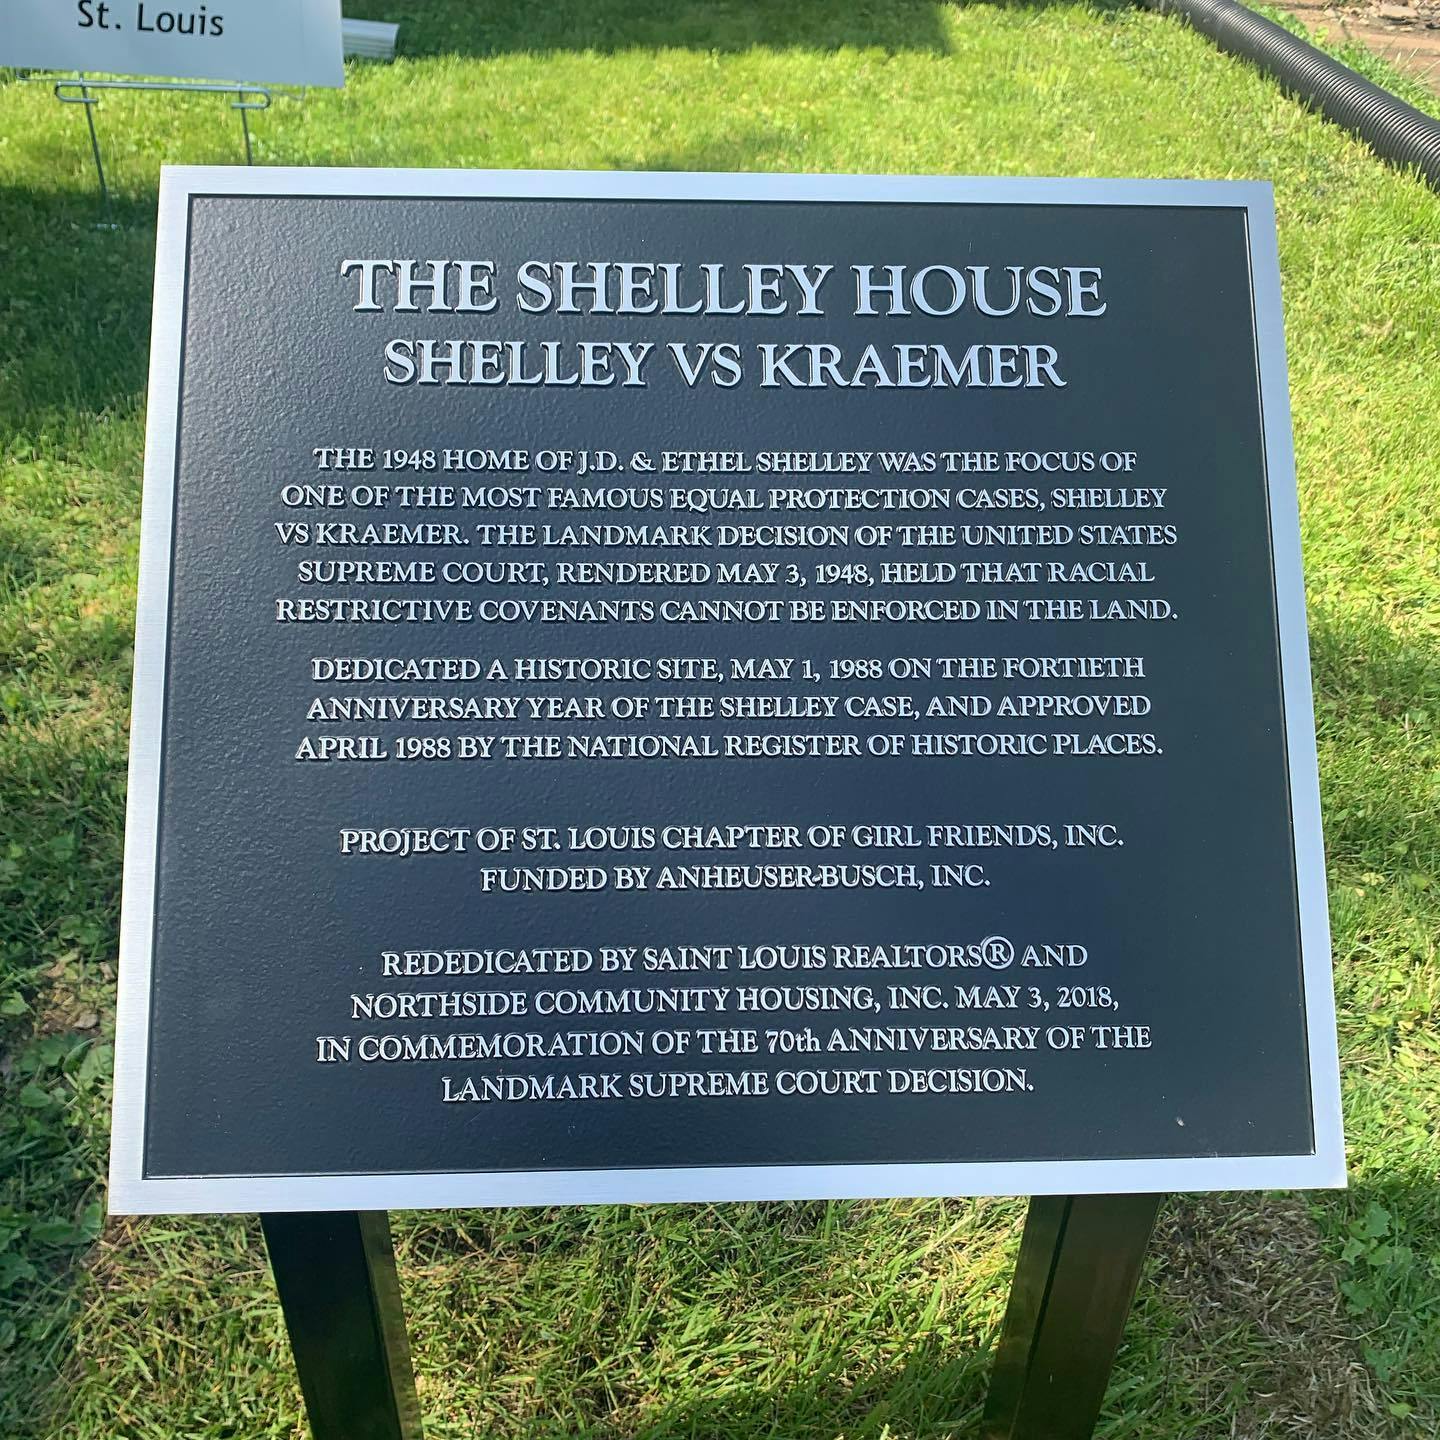 St. Louis
THE SHELLEY HOUSE
SHELLEY VS KRAEMER
THE 1948 HOME OF J.D. & ETHEL SHELLEY WAS THE FOCUS OF
ONE OF THE MOST FAMOUS EQUAL PROTECTION CASES, SHELLEY
VS KRAEMER. THE LANDMARK DECISION OF THE UNITED STATES
SUPREME COURT, RENDERED MAY 3, 1948, HELD THAT RACIAL
RESTRICTIVE COVENANTS CANNOT BE ENFORCED IN THE LAND.
DEDICATED A HISTORIC SITE, MAY 1, 1988 ON THE FORTIETH
ANNIVERSARY YEAR OF THE SHELLEY CASE, AND APPROVED
APRIL 1988 BY THE NATIONAL REGISTER OF HISTORIC PLACES.
PROJECT OF ST. LOUIS CHAPTER OF GIRL FRIENDS, INC.
FUNDED BY ANHEUSER-BUSCH, INC.
REDEDICATED BY SAINT LOUIS REALTORS® AND
NORTHSIDE COMMUNITY HOUSING, INC. MAY 3, 2018,
IN COMMEMORATION OF THE 70th ANNIVERSARY OF THE
LANDMARK SUPREME COURT DECISION.